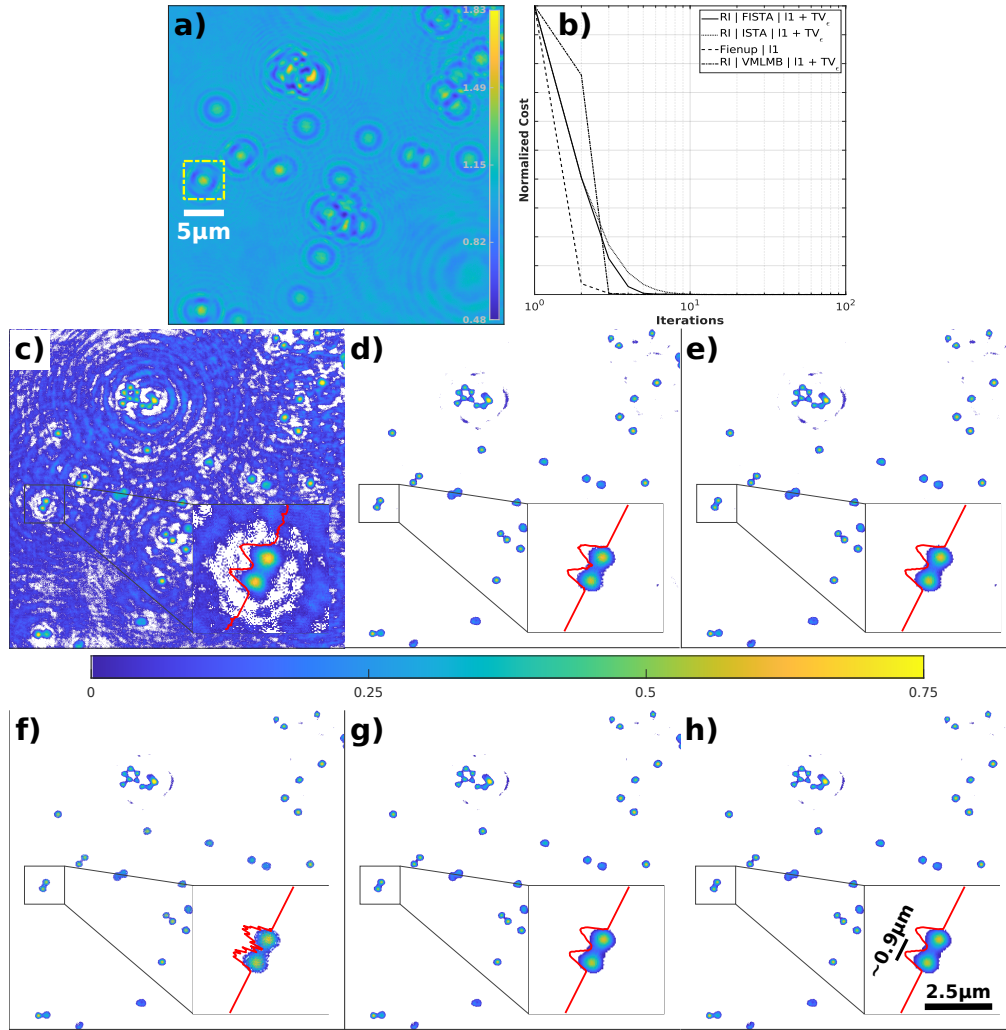 a)
1.83
1.49
1.15
0.82
0.48
5µm
b)
RI | FISTA | l1 + TVϵ
RI | ISTA | l1 + TVϵ
Fienup | l1
RI | VMLMB | l1 + TVϵ
Normalized Cost
10⁰
10¹
10²
Iterations
c)
d)
e)
0
0.25
0.5
0.75
f)
g)
h)
~0.9µm
2.5µm